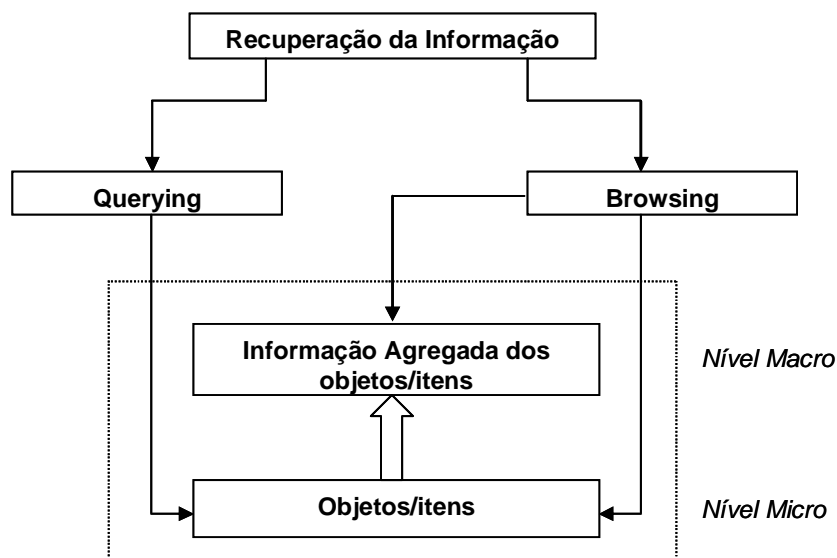 Recuperação da Informação
Querying
Browsing
Informação Agregada dos
objetos/itens
Nível Macro
Objetos/itens
Nível Micro